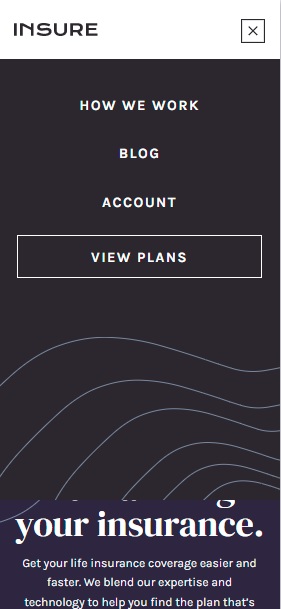 INSURE
HOW WE WORK
BLOG
ACCOUNT
VIEW PLANS
your insurance.
Get your life insurance coverage easier and
faster. We blend our expertise and
technology to help you find the plan that's